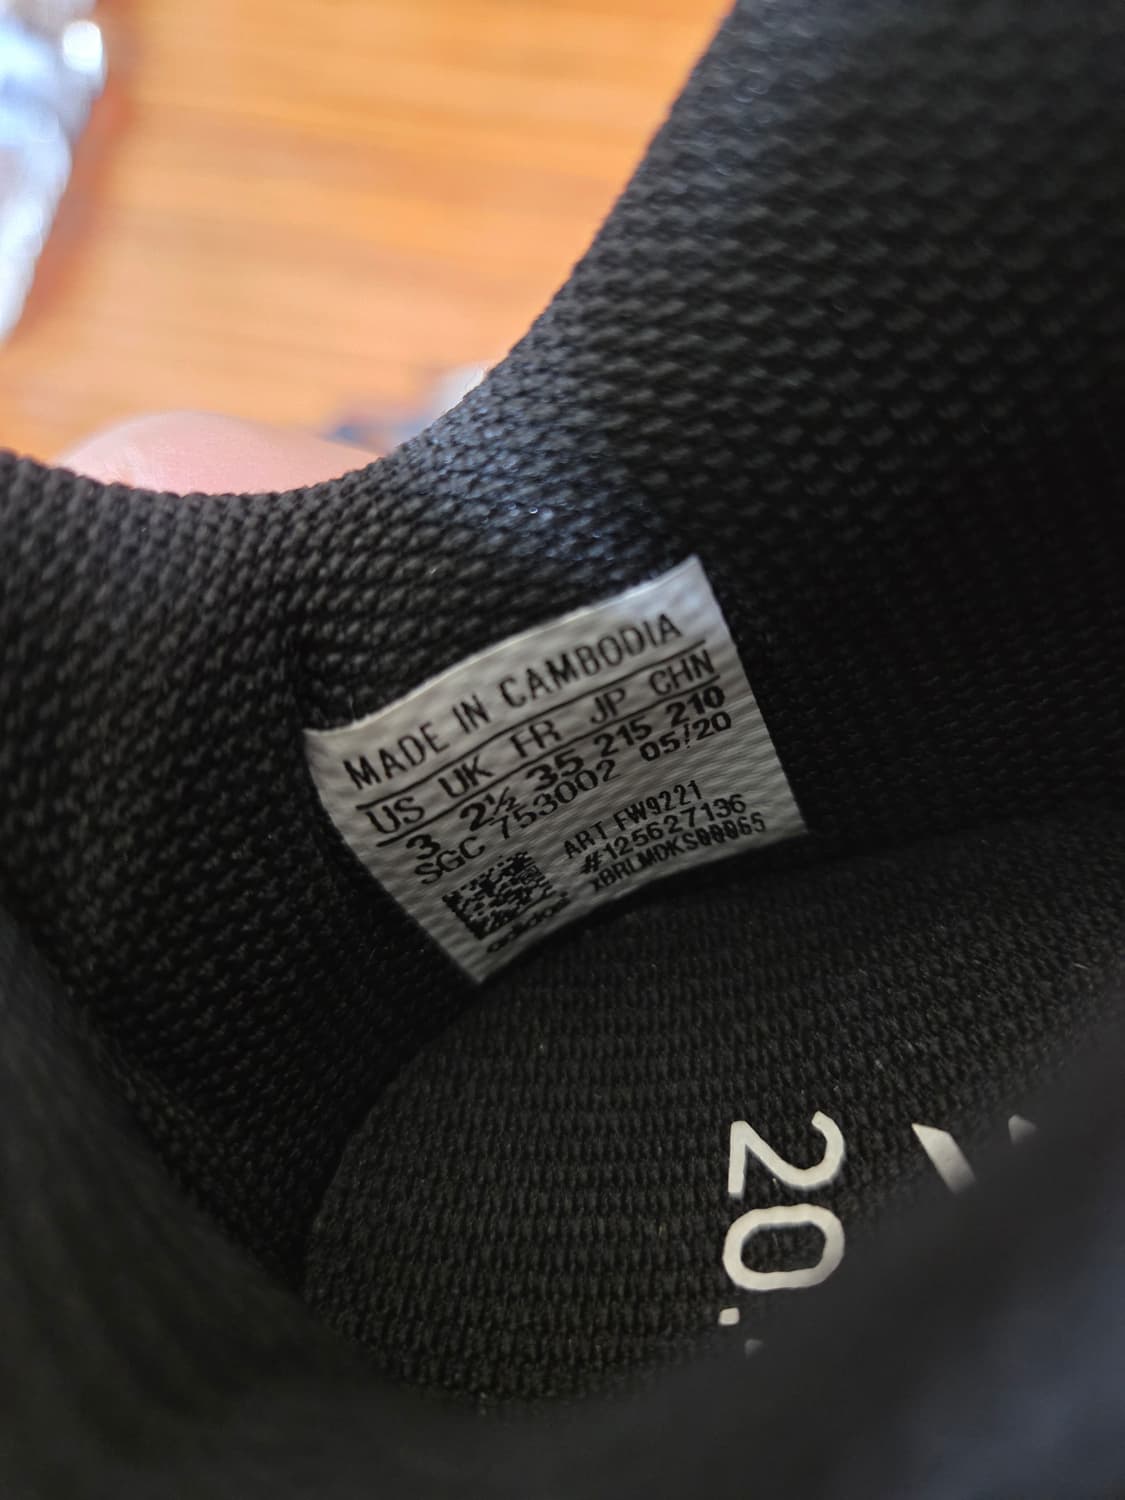 MADE IN CAMBODIA
US UK FR JP CHN
3 2½ 35 215 210
SGC 753002 05/20
ART FW9221
#125627136
adidas
20.